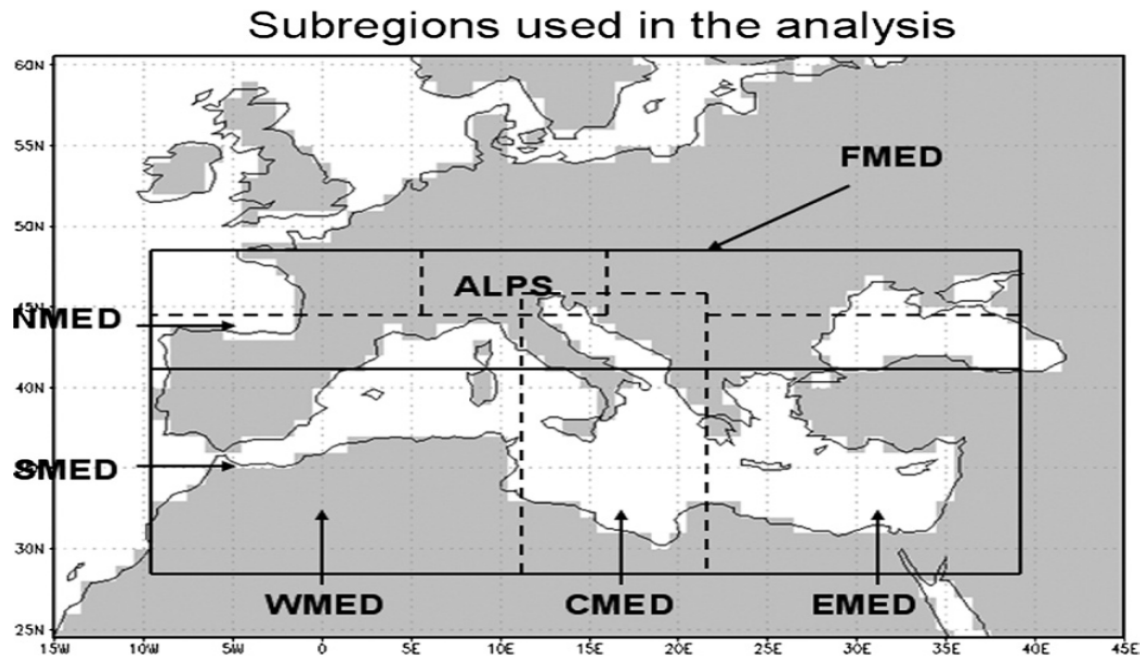 Subregions used in the analysis
60N
55N
FMED
50N
ALPS
45N
NMED
40N
SMED
30N
WMED CMED EMED
25N
15W 10W 5W 0 5E 10E 15E 20E 25E 30E 35E 40E 45E